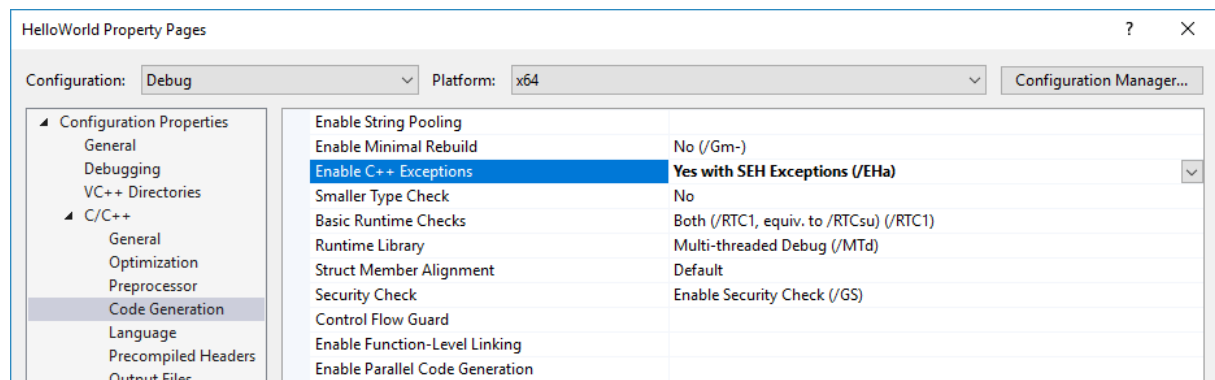 HelloWorld Property Pages ?
Configuration: Debug Platform: x64 Configuration Manager...
Configuration Properties
General
Debugging
VC++ Directories
C/C++
General
Optimization
Preprocessor
Code Generation
Language
Precompiled Headers
Output Files
Enable String Pooling
Enable Minimal Rebuild No (/Gm-)
Enable C++ Exceptions Yes with SEH Exceptions (/EHa)
Smaller Type Check No
Basic Runtime Checks Both (/RTC1, equiv. to /RTCsu) (/RTC1)
Runtime Library Multi-threaded Debug (/MTd)
Struct Member Alignment Default
Security Check Enable Security Check (/GS)
Control Flow Guard
Enable Function-Level Linking
Enable Parallel Code Generation